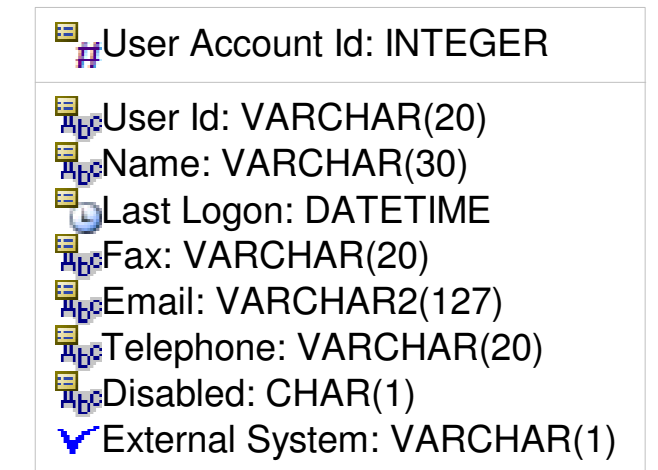 User Account Id: INTEGER
User Id: VARCHAR(20)
Name: VARCHAR(30)
Last Logon: DATETIME
Fax: VARCHAR(20)
Email: VARCHAR2(127)
Telephone: VARCHAR(20)
Disabled: CHAR(1)
External System: VARCHAR(1)